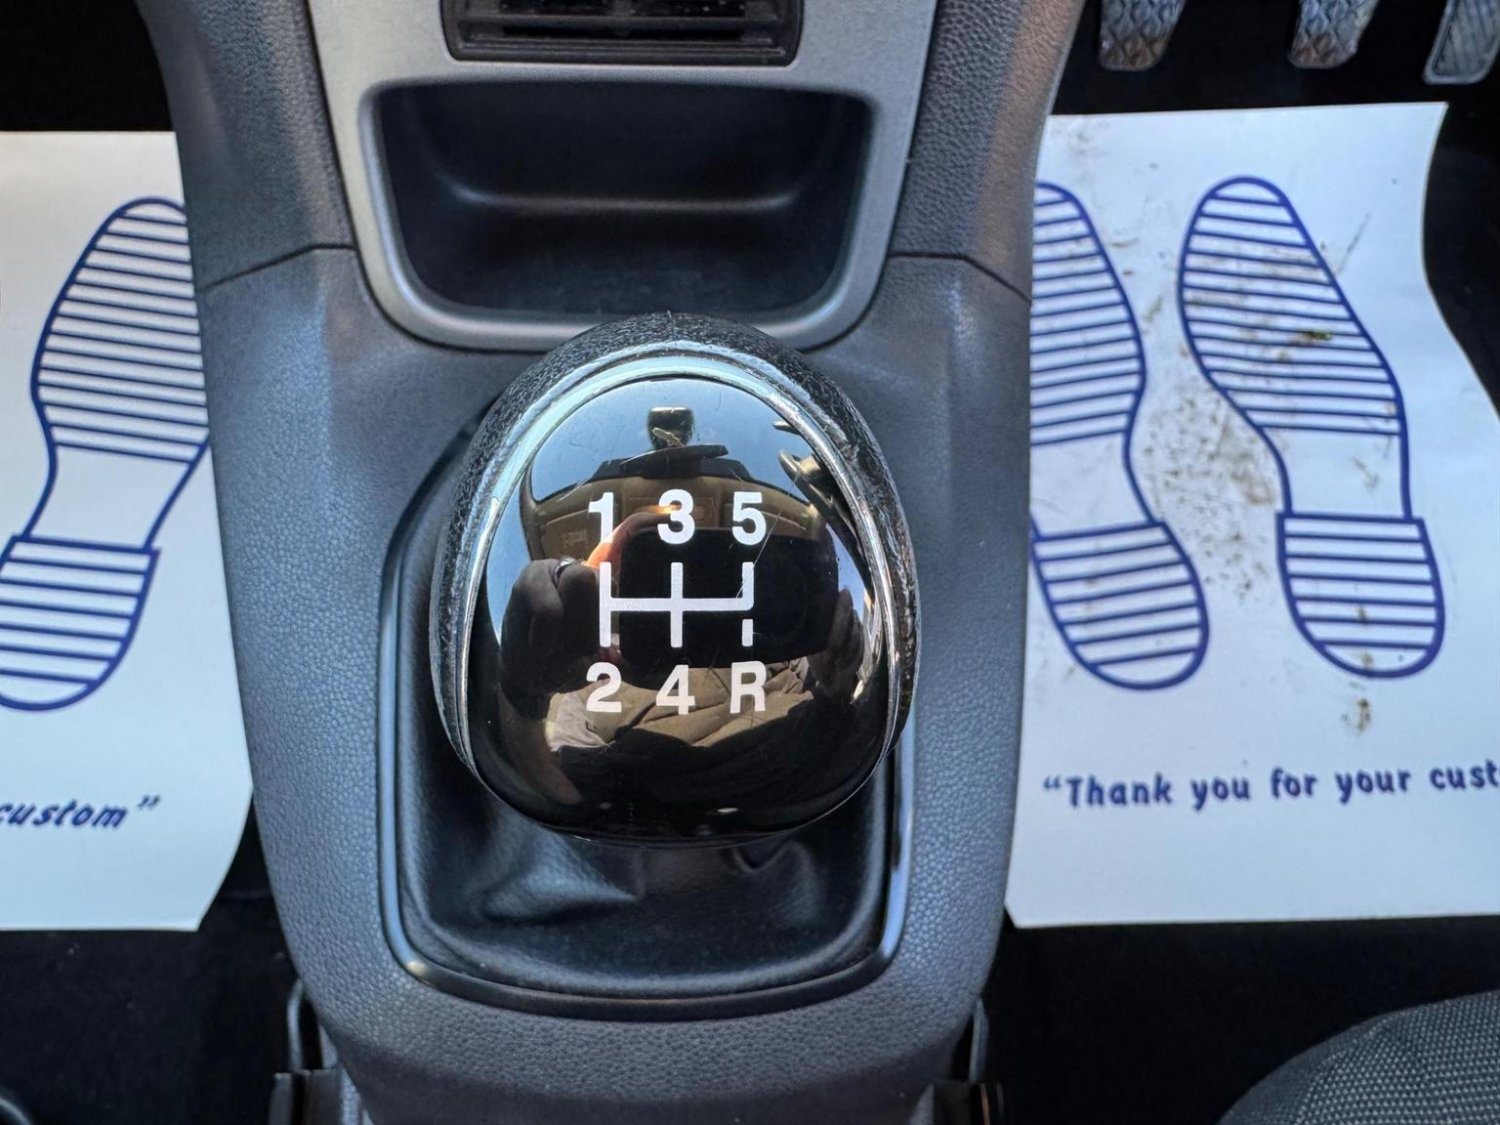 1 3 5
2 4 R
custom”
“Thank you for your cust